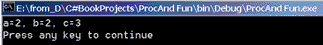 E:\from_D\C#BookProjects\ProcAnd Fun\bin\Debug\ProcAnd Fun.exe
a=2, b=2, c=3
Press any key to continue